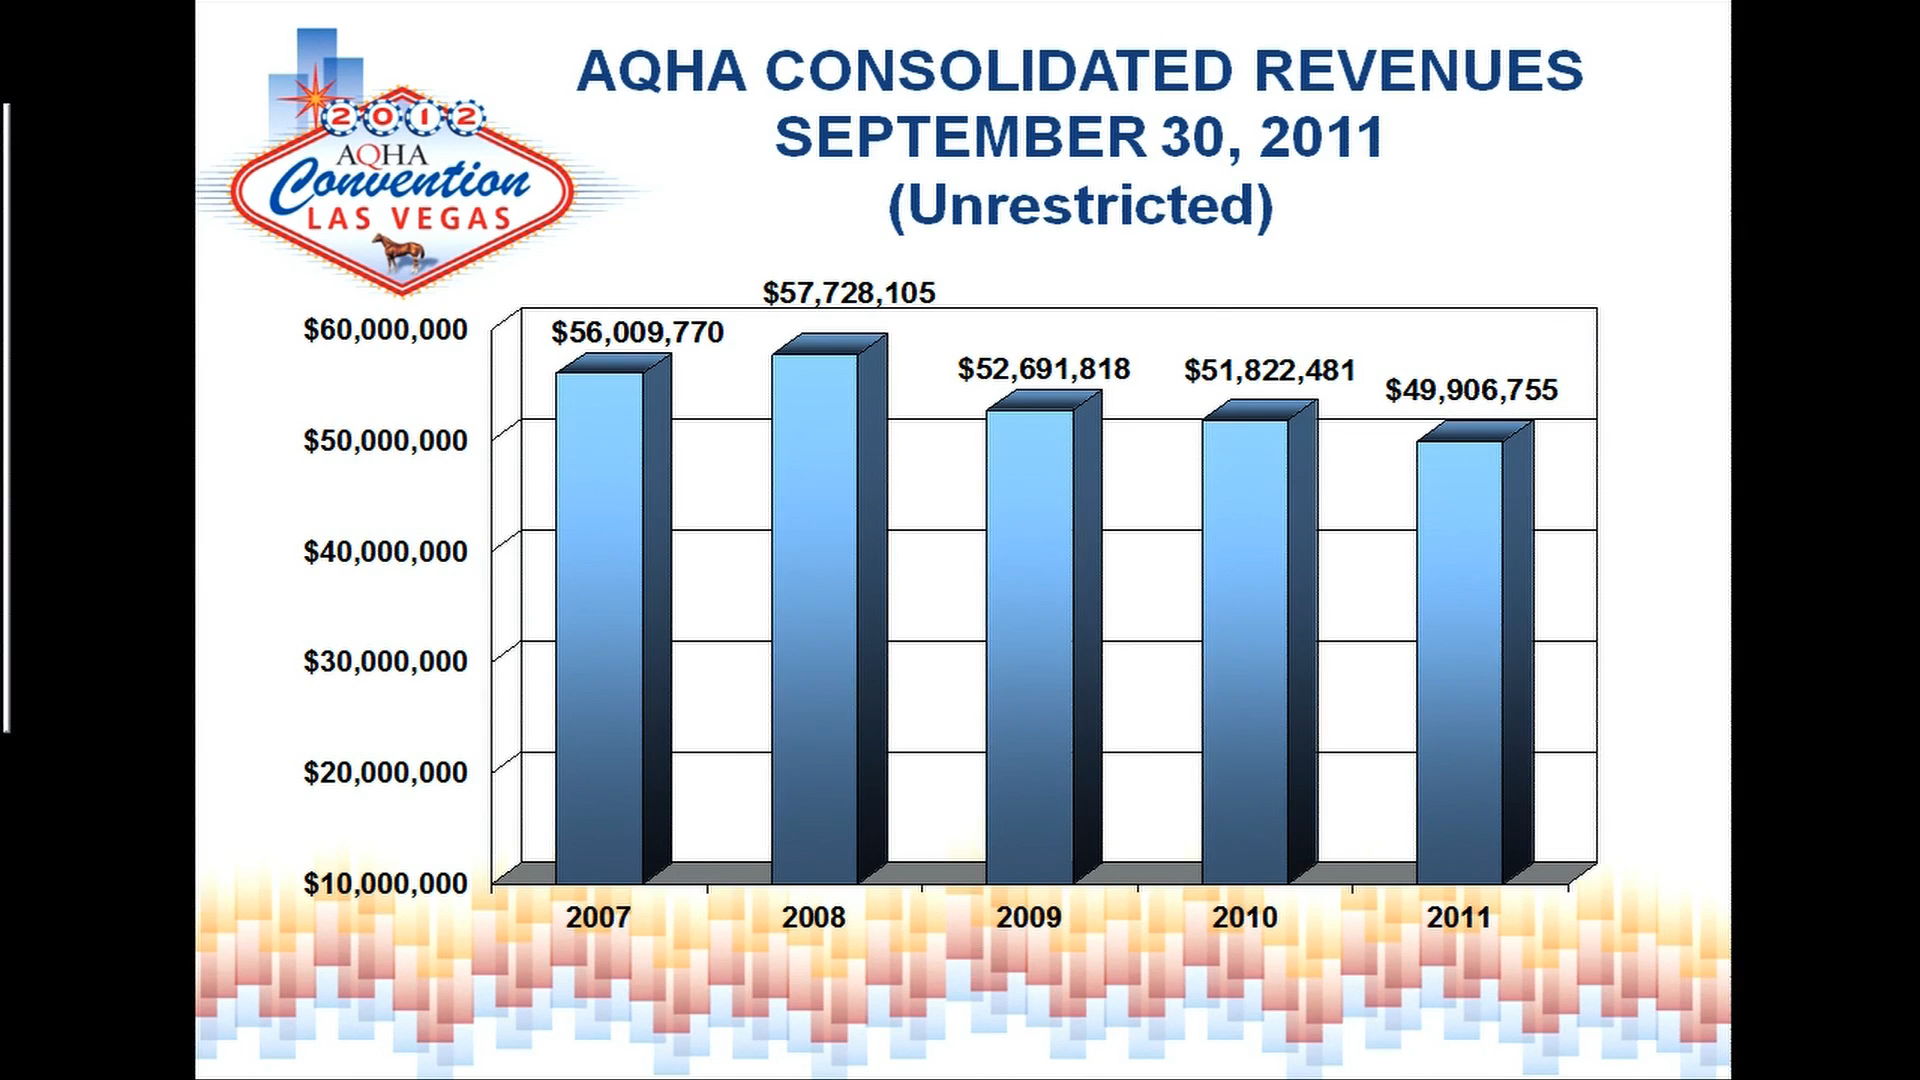 AQHA CONSOLIDATED REVENUES
SEPTEMBER 30, 2011
(Unrestricted)
2012
AQHA
Convention
LAS VEGAS
$57,728,105
$60,000,000
$56,009,770
$52,691,818
$51,822,481
$49,906,755
$50,000,000
$40,000,000
$30,000,000
$20,000,000
$10,000,000
2007 2008 2009 2010 2011